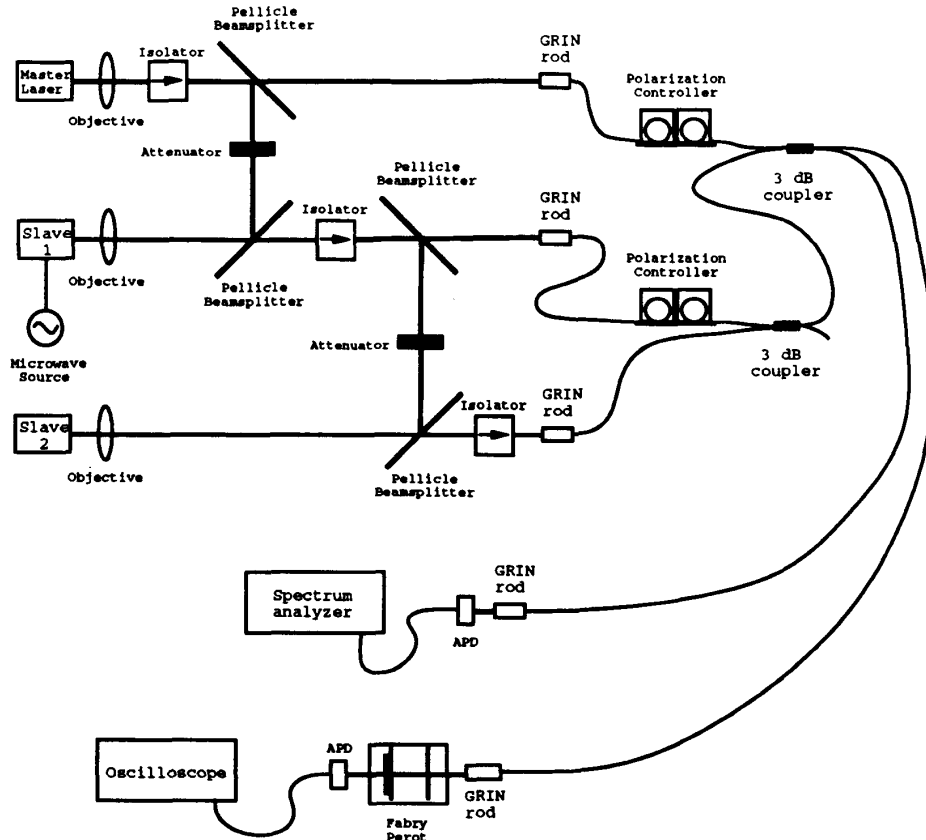 Pellicle
Beamsplitter
Isolator
GRIN
rod
Polarization
Controller
Master
Laser
Objective
Attenuator
3 dB
coupler
Pellicle
Beamsplitter
Isolator
GRIN
rod
Slave
1
Objective
Pellicle
Beamsplitter
Polarization
Controller
Microwave
Source
Attenuator
3 dB
coupler
Isolator
GRIN
rod
Slave
2
Objective
Pellicle
Beamsplitter
Spectrum
analyzer
GRIN
rod
APD
Oscilloscope
APD
GRIN
rod
Fabry
Perot